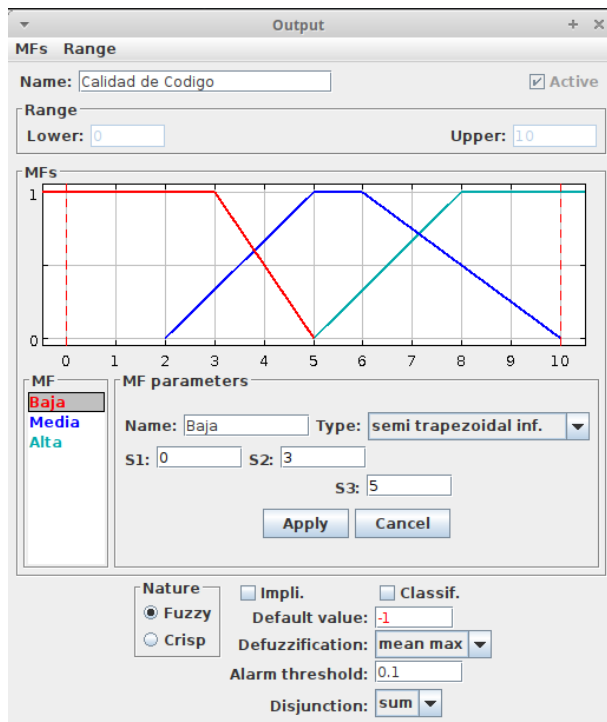 Output
MFs Range
Name: Calidad de Codigo Active
Range
Lower: 0 Upper: 10
MFs
1
0
0 1 2 3 4 5 6 7 8 9 10
MF
Baja
Media
Alta
MF parameters
Name: Baja Type: semi trapezoidal inf.
S1: 0 S2: 3
S3: 5
Apply Cancel
Nature
Fuzzy
Crisp
Impli. Classif.
Default value: -1
Defuzzification: mean max
Alarm threshold: 0.1
Disjunction: sum